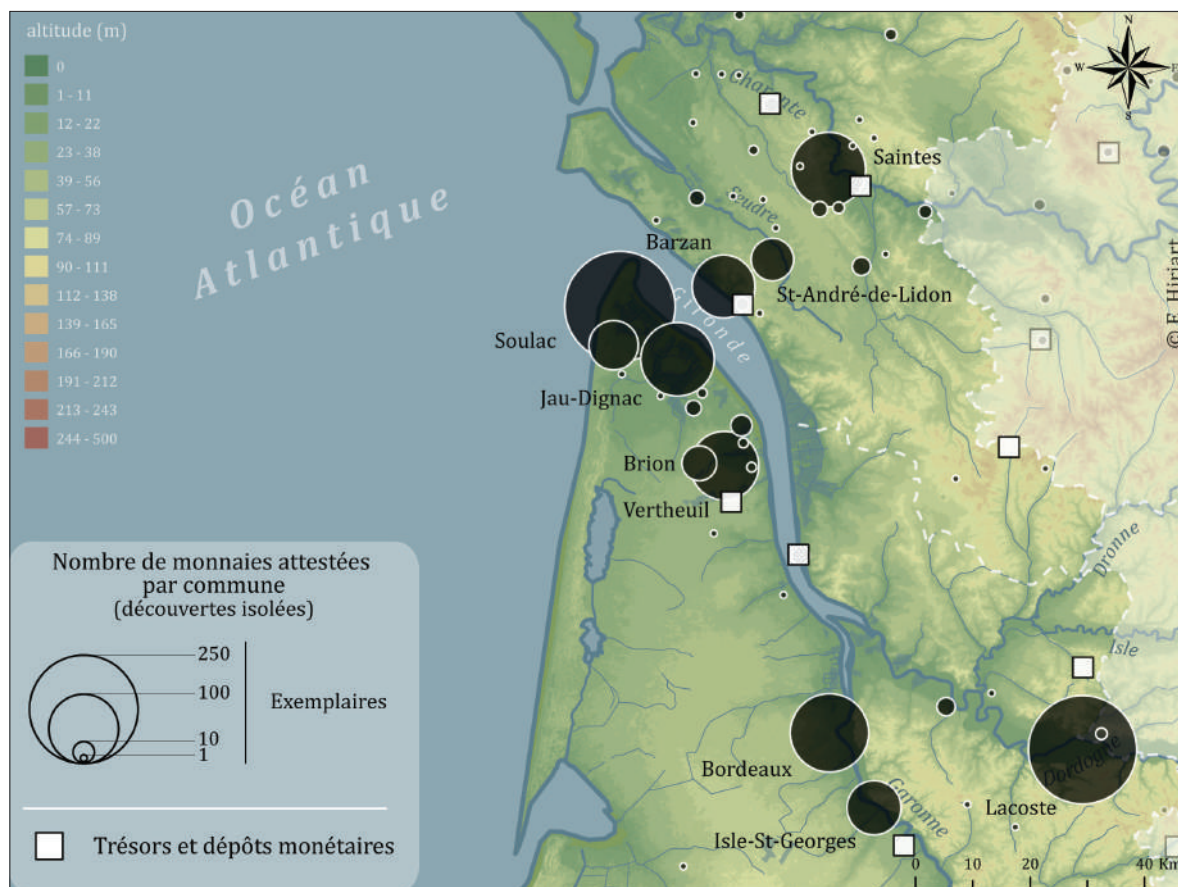 altitude (m)
0
1 - 11
12 - 22
23 - 38
39 - 56
57 - 73
74 - 89
90 - 111
112 - 138
139 - 165
166 - 190
191 - 212
213 - 243
244 - 500
Océan
Atlantique
N
W
E
S
Charente
Saintes
Seudre
Barzan
St-André-de-Lidon
Gironde
© E. Hiriart
Soulac
Jau-Dignac
Brion
Vertheuil
Dronne
Isle
Bordeaux
Dordogne
Lacoste
Garonne
Isle-St-Georges
0 10 20 40 Km
Nombre de monnaies attestées
par commune
(découvertes isolées)
250
100
10
1
Exemplaires
Trésors et dépôts monétaires